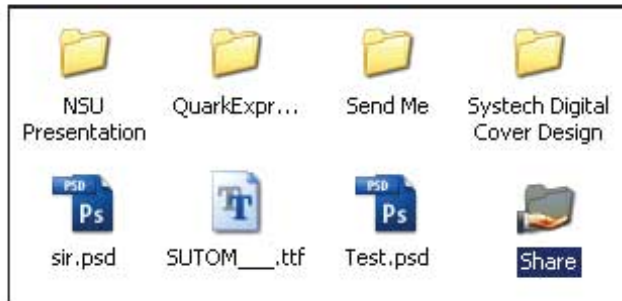 NSU
Presentation
QuarkExpr...
Send Me
Systech Digital
Cover Design
PSD
Ps
sir.psd
TT
SUTOM___.ttf
PSD
Ps
Test.psd
Share